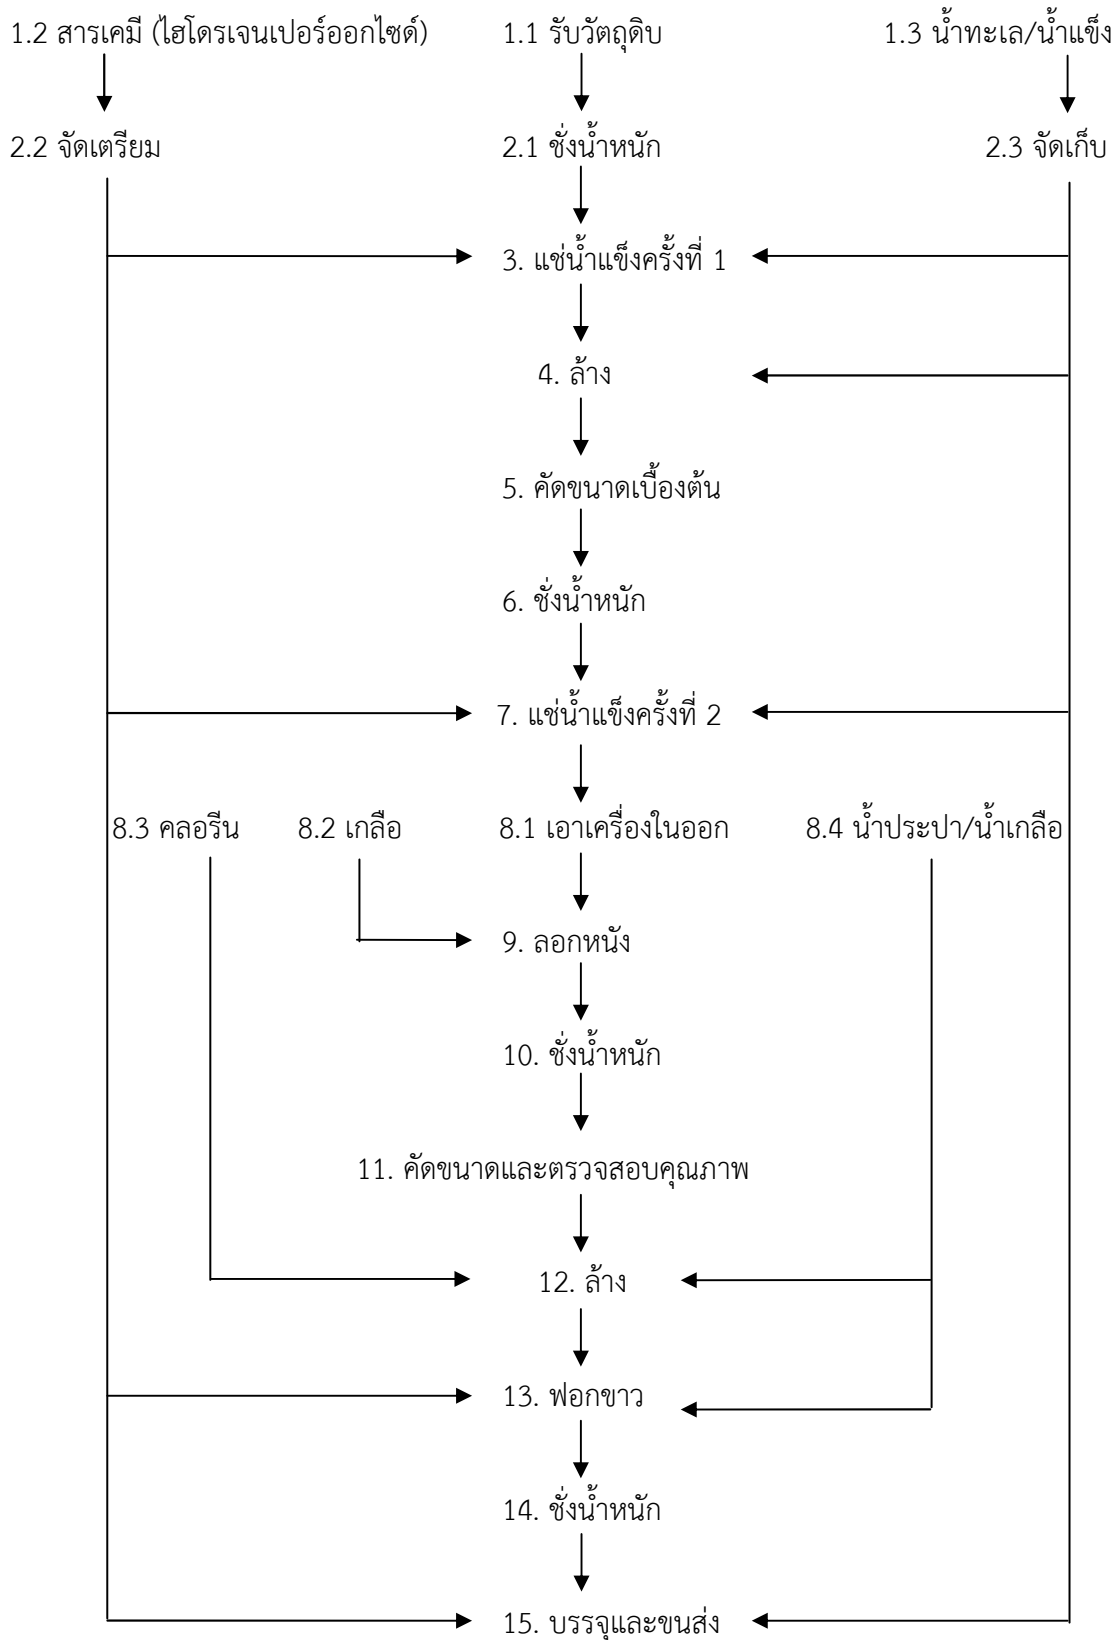 1.2 สารเคมี (ไฮโดรเจนเปอร์ออกไซด์) 1.1 รับวัตถุดิบ 1.3 น้ำทะเล/น้ำแข็ง
2.2 จัดเตรียม 2.1 ชั่งน้ำหนัก 2.3 จัดเก็บ
3. แช่น้ำแข็งครั้งที่ 1
4. ล้าง
5. คัดขนาดเบื้องต้น
6. ชั่งน้ำหนัก
7. แช่น้ำแข็งครั้งที่ 2
8.3 คลอรีน 8.2 เกลือ 8.1 เอาเครื่องในออก 8.4 น้ำประปา/น้ำเกลือ
9. ลอกหนัง
10. ชั่งน้ำหนัก
11. คัดขนาดและตรวจสอบคุณภาพ
12. ล้าง
13. ฟอกขาว
14. ชั่งน้ำหนัก
15. บรรจุและขนส่ง